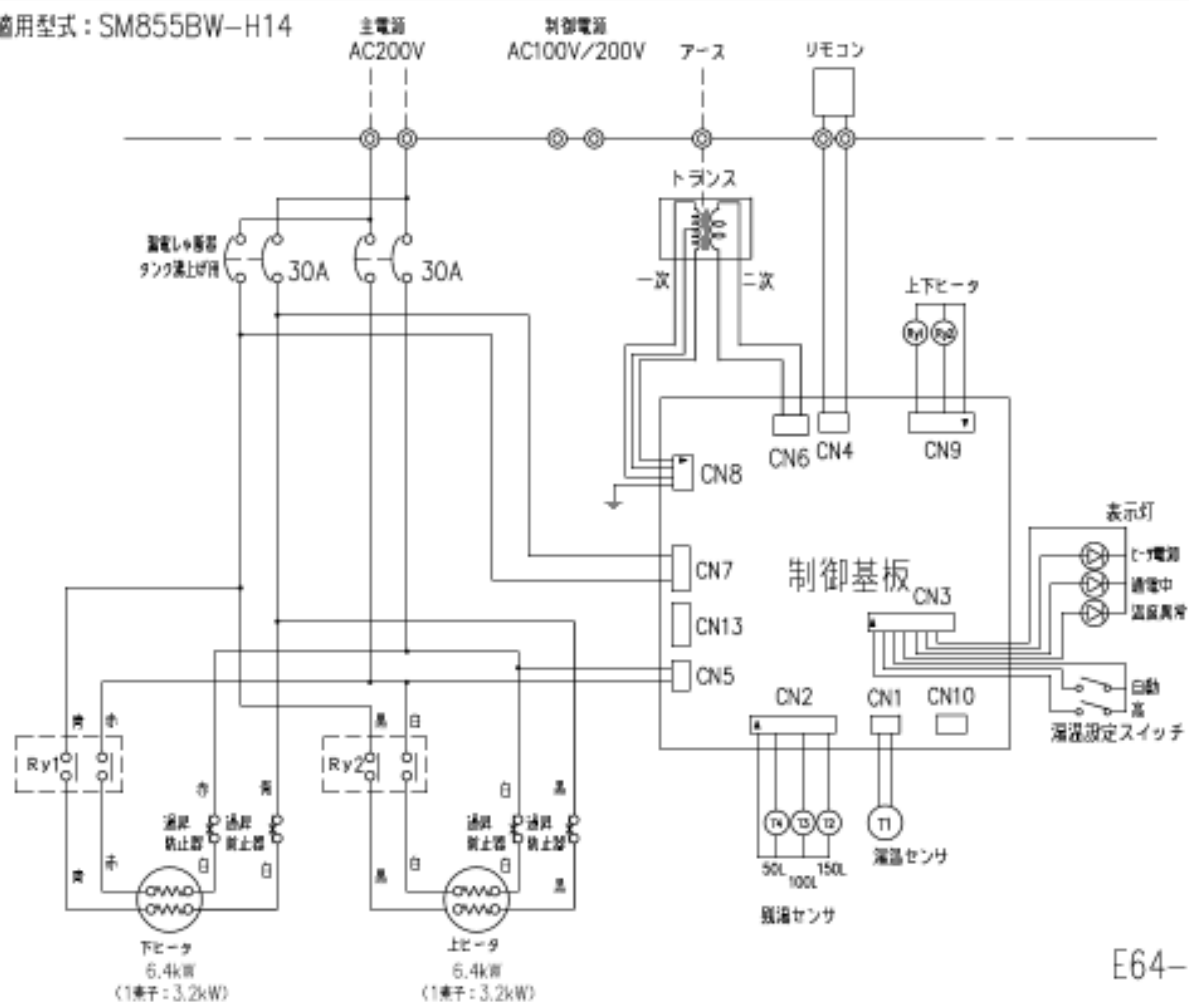 適用型式：SM855BW-H14
主電源
AC200V
制御電源
AC100V/200V
アース
リモコン
トランス
漏電しゃ断器
タンク湯上げ用
30A
30A
一次
二次
上下ヒータ
Ry1
Ry2
CN6
CN4
CN9
CN8
表示灯
CN7
制御基板
CN3
ヒータ電源
通電中
温度異常
CN13
CN5
CN2
CN1
CN10
自動
高
湯温設定スイッチ
青
赤
黒
白
Ry1
Ry2
赤
青
白
黒
過昇
防止器
過昇
防止器
過昇
防止器
過昇
防止器
T4
T3
T2
T1
湯温センサ
50L
100L
150L
残湯センサ
青
赤
白
白
黒
白
白
黒
下ヒータ
6.4kW
(1素子：3.2kW)
上ヒータ
6.4kW
(1素子：3.2kW)
E64-